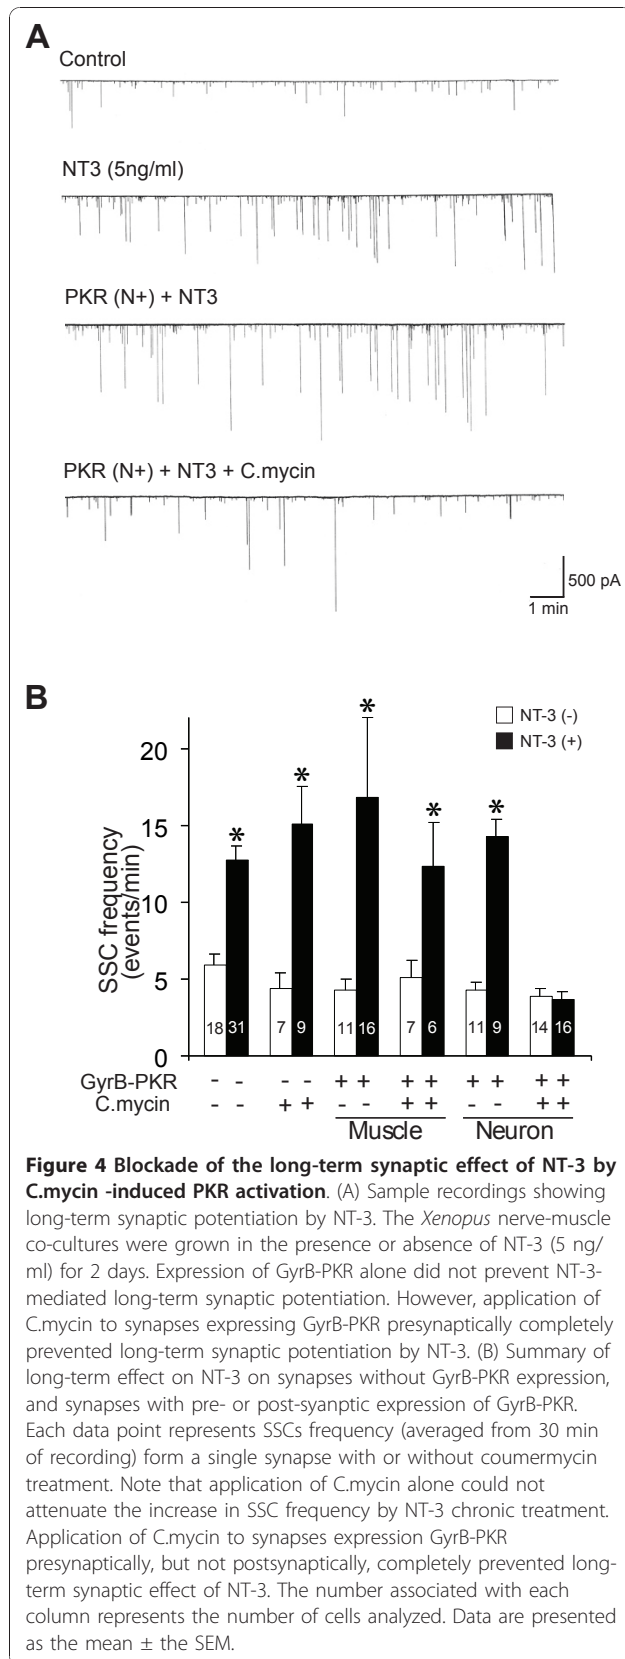 A
Control
NT3 (5ng/ml)
PKR (N+) + NT3
PKR (N+) + NT3 + C.mycin
500 pA
1 min
B
NT-3 (-)
NT-3 (+)
SSC frequency
(events/min)
20
15
10
5
0
* * * * *
18 31 7 9 11 16 7 6 11 9 14 16
GyrB-PKR - - - - + + + + + + + +
C.mycin - - + + - - + + - - + +
Muscle Neuron
Figure 4 Blockade of the long-term synaptic effect of NT-3 by
C.mycin -induced PKR activation. (A) Sample recordings showing
long-term synaptic potentiation by NT-3. The Xenopus nerve-muscle
co-cultures were grown in the presence or absence of NT-3 (5 ng/
ml) for 2 days. Expression of GyrB-PKR alone did not prevent NT-3-
mediated long-term synaptic potentiation. However, application of
C.mycin to synapses expressing GyrB-PKR presynaptically completely
prevented long-term synaptic potentiation by NT-3. (B) Summary of
long-term effect on NT-3 on synapses without GyrB-PKR expression,
and synapses with pre- or post-syanptic expression of GyrB-PKR.
Each data point represents SSCs frequency (averaged from 30 min
of recording) form a single synapse with or without coumermycin
treatment. Note that application of C.mycin alone could not
attenuate the increase in SSC frequency by NT-3 chronic treatment.
Application of C.mycin to synapses expression GyrB-PKR
presynaptically, but not postsynaptically, completely prevented long-
term synaptic effect of NT-3. The number associated with each
column represents the number of cells analyzed. Data are presented
as the mean ± the SEM.